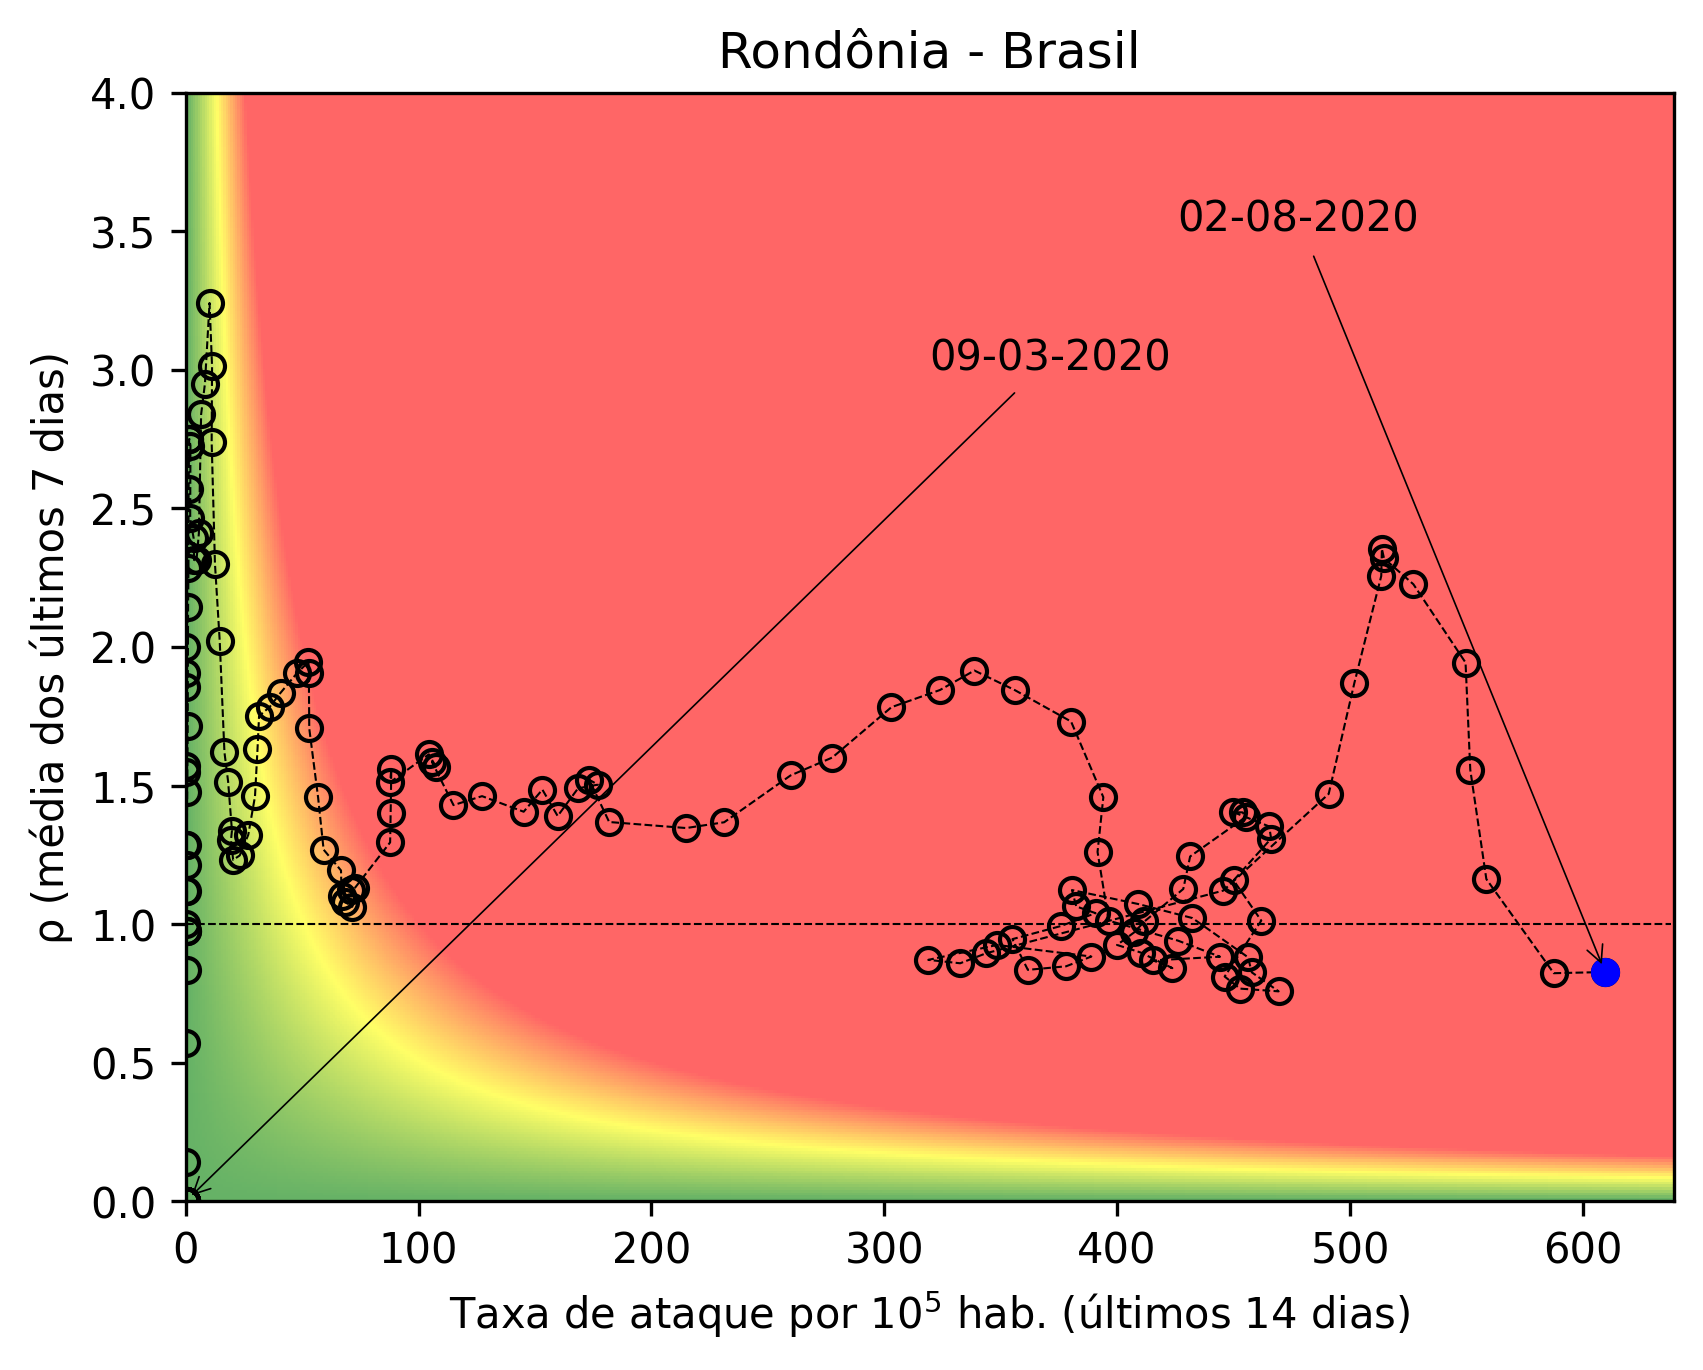 Rondônia - Brasil
4.0
3.5
3.0
2.5
2.0
1.5
1.0
0.5
0.0
ρ (média dos últimos 7 dias)
02-08-2020
09-03-2020
0 100 200 300 400 500 600
Taxa de ataque por 10⁵ hab. (últimos 14 dias)